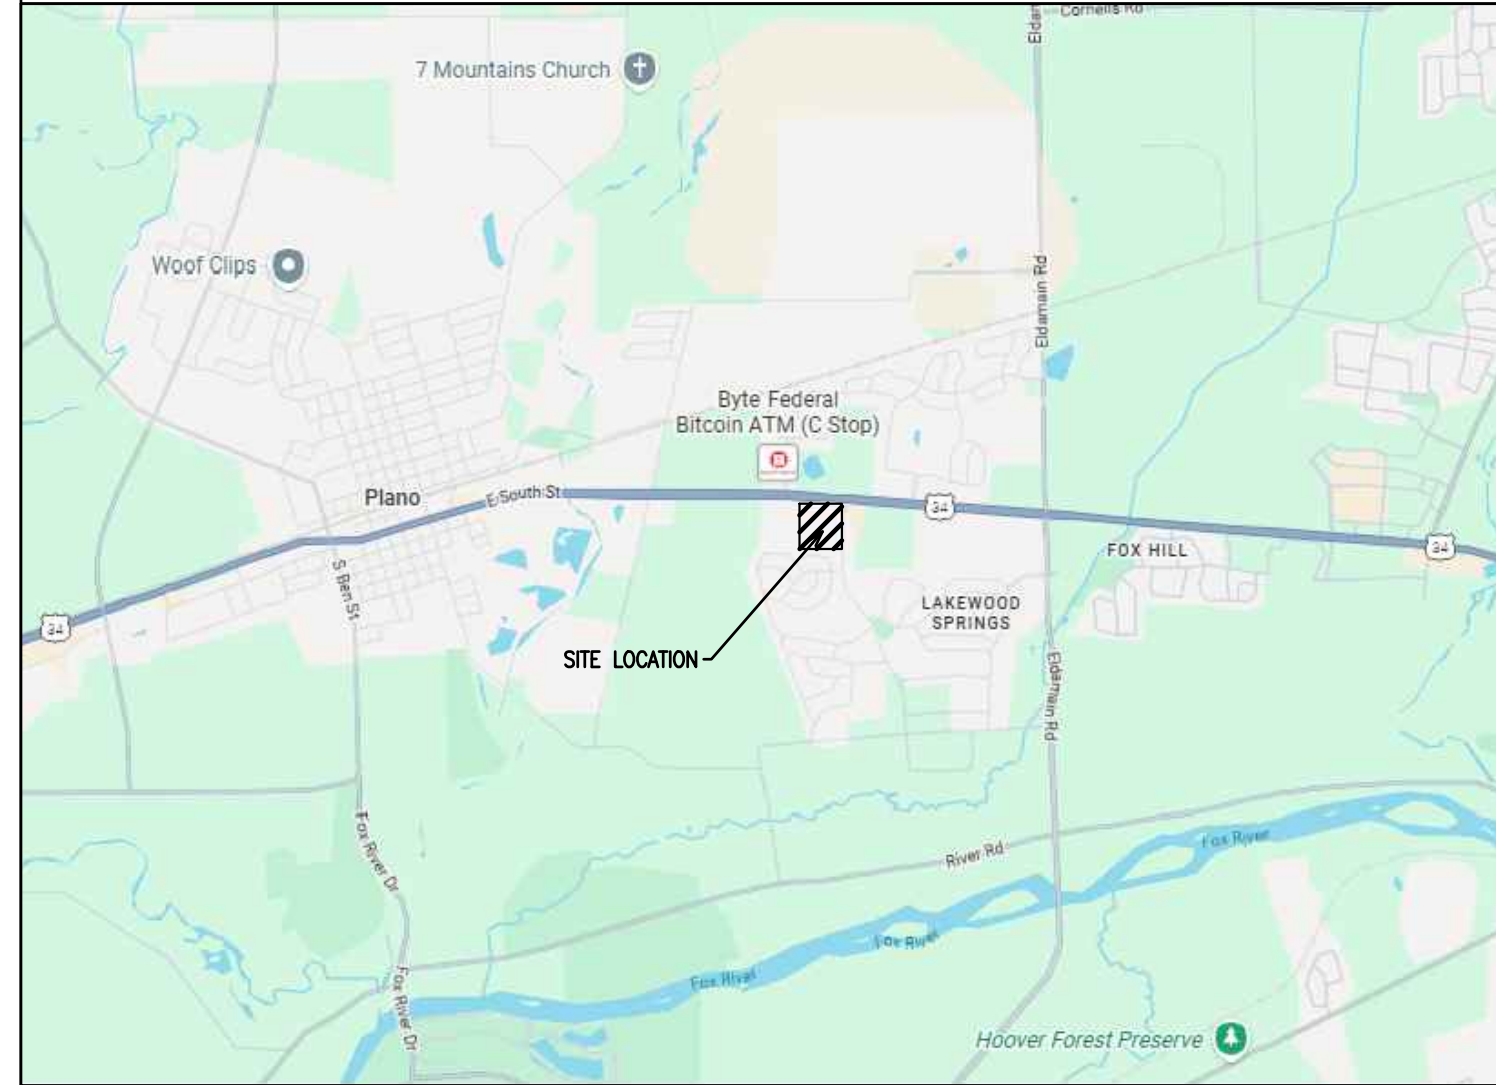 Cornells Rd
Eldar
7 Mountains Church
Woof Clips
Eldamain Rd
Byte Federal
Bitcoin ATM (C Stop)
Plano
E South St
34
34
34
FOX HILL
S Ben St
LAKEWOOD
SPRINGS
SITE LOCATION
Eldamain Rd
Fox River Dr
River Rd
Fox River
Fox River
Fox River
Fox River Dr
Hoover Forest Preserve